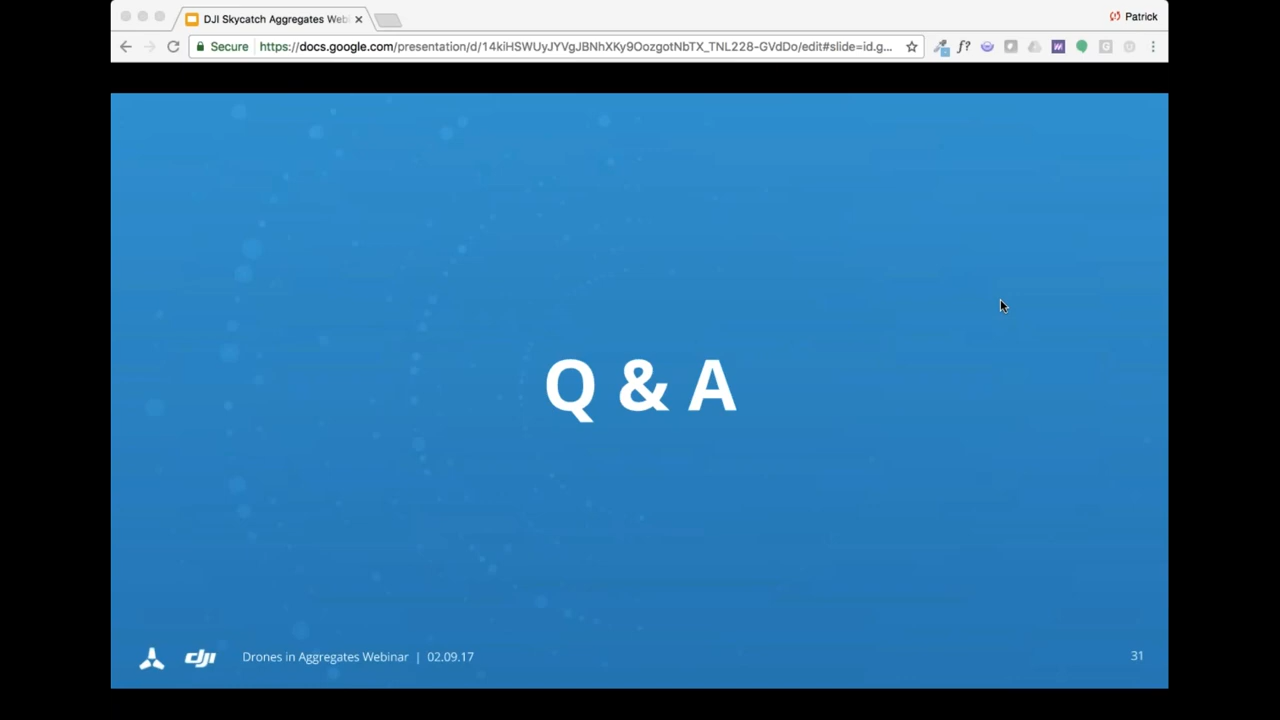 DJI Skycatch Aggregates Web
Patrick
Secure https://docs.google.com/presentation/d/14kiHSWUyJYVgJBNhXKy9OozgotNbTX_TNL228-GVdDo/edit#slide=id.g...
f?
Q & A
dji Drones in Aggregates Webinar | 02.09.17
31